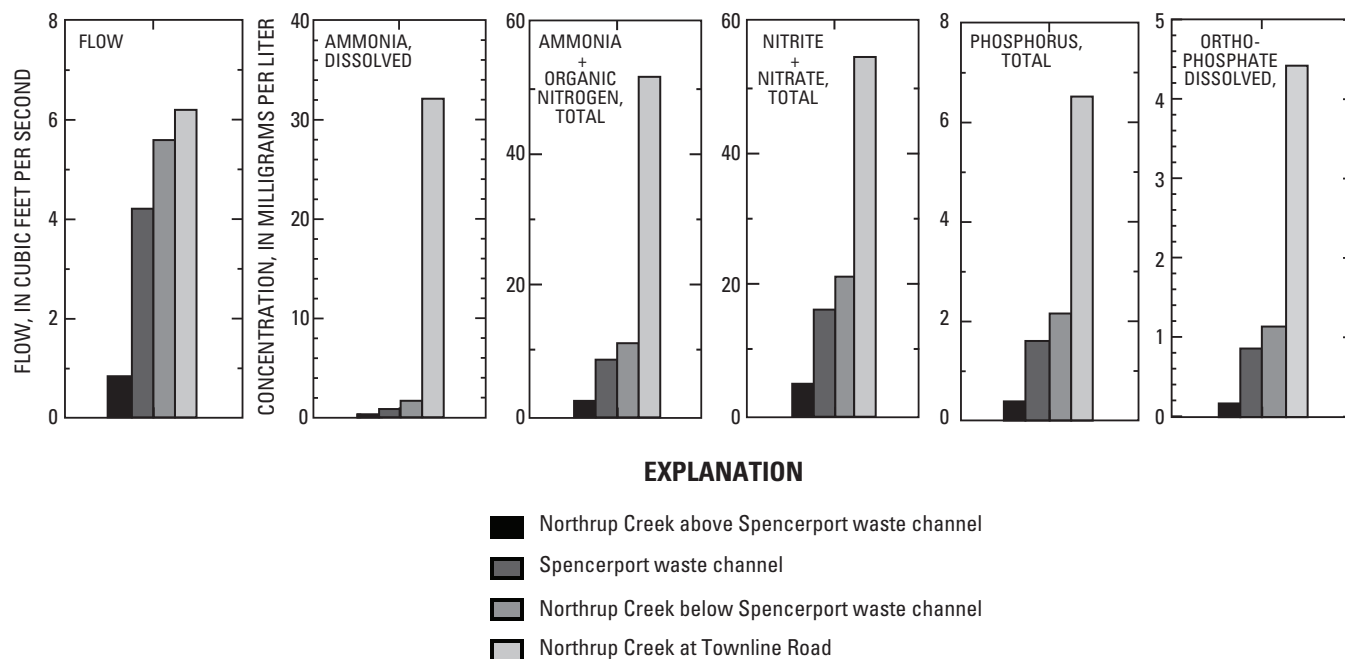 FLOW, IN CUBIC FEET PER SECOND
8
6
4
2
0
FLOW
CONCENTRATION, IN MILLIGRAMS PER LITER
40
30
20
10
0
AMMONIA,
DISSOLVED
60
40
20
0
AMMONIA
+
ORGANIC
NITROGEN,
TOTAL
60
40
20
0
NITRITE
+
NITRATE,
TOTAL
8
6
4
2
0
PHOSPHORUS,
TOTAL
5
4
3
2
1
0
ORTHO-
PHOSPHATE
DISSOLVED,
EXPLANATION
Northrup Creek above Spencerport waste channel
Spencerport waste channel
Northrup Creek below Spencerport waste channel
Northrup Creek at Townline Road